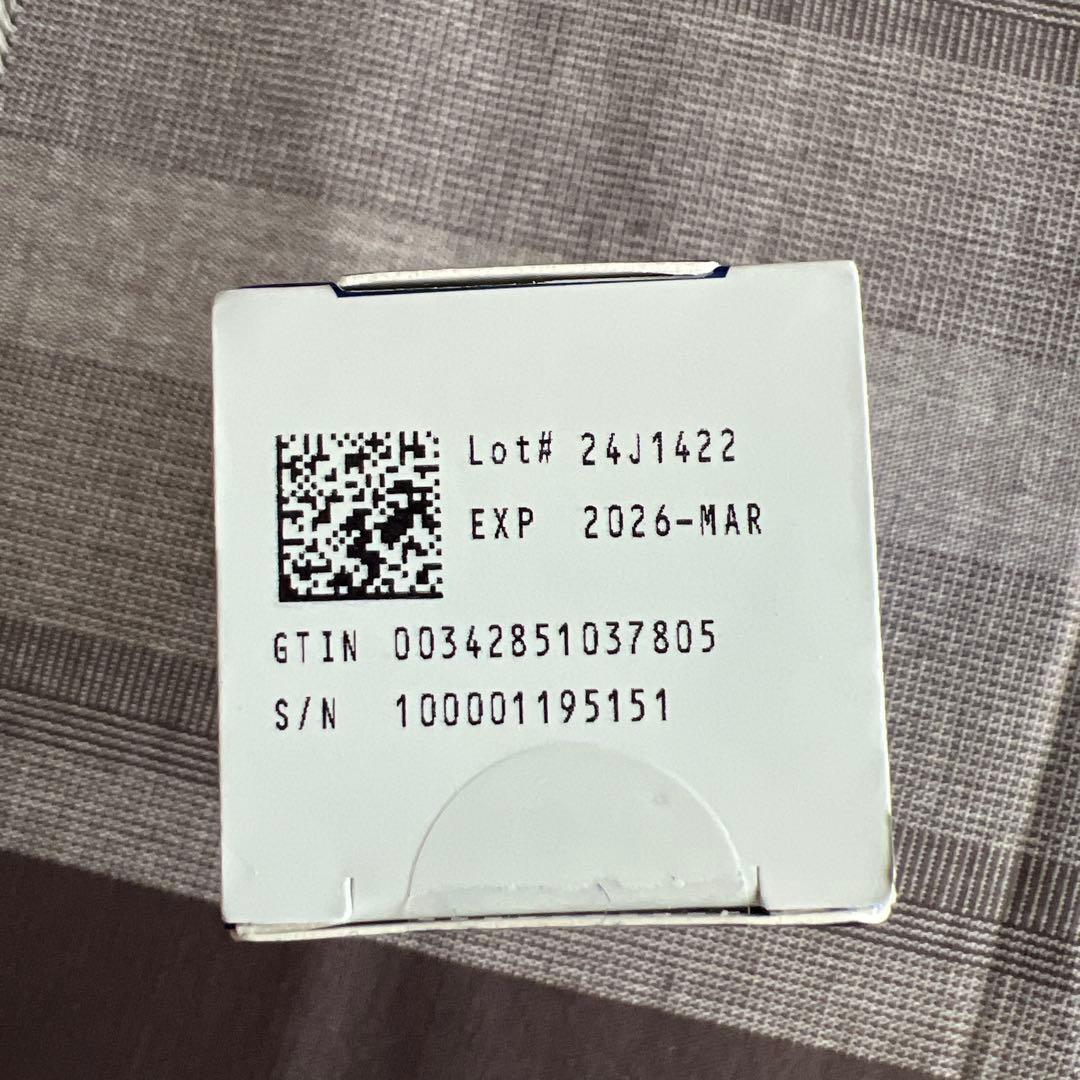 Lot# 24J1422
EXP 2026-MAR
GTIN 00342851037805
S/N 100001195151